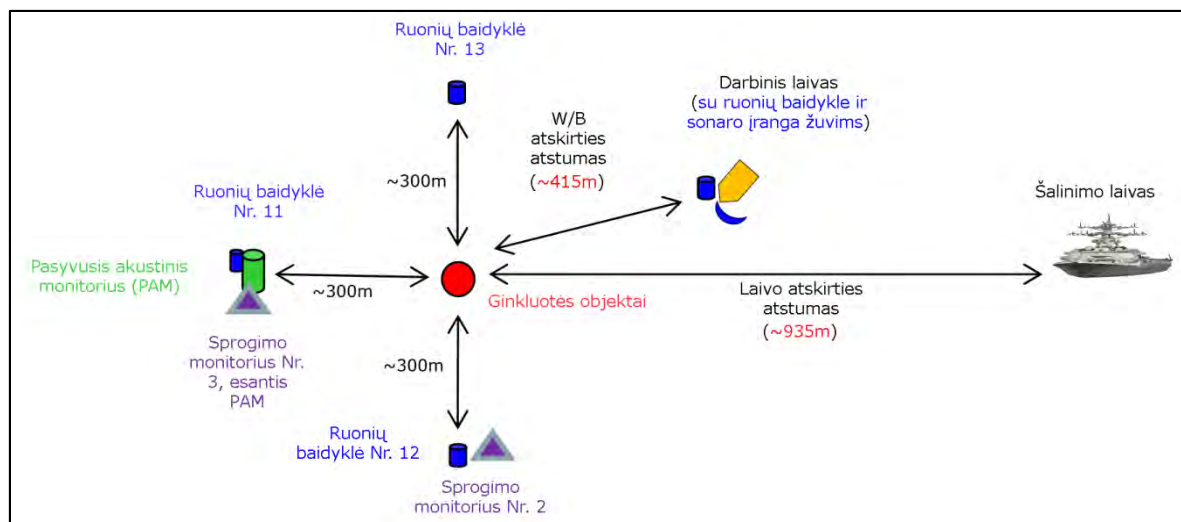 Ruonių baidyklė
Nr. 13
Darbinis laivas
(su ruonių baidykle ir
sonaro įranga žuvims)
W/B
atskirties
atstumas
(~415m)
~300m
Ruonių baidyklė
Nr. 11
Šalinimo laivas
Pasyvusis akustinis
monitorius (PAM)
~300m
Ginkluotės objektai
Laivo atskirties
atstumas
(~935m)
Sprogimo
monitorius Nr.
3, esantis
PAM
~300m
Ruonių
baidyklė Nr. 12
Sprogimo
monitorius Nr. 2